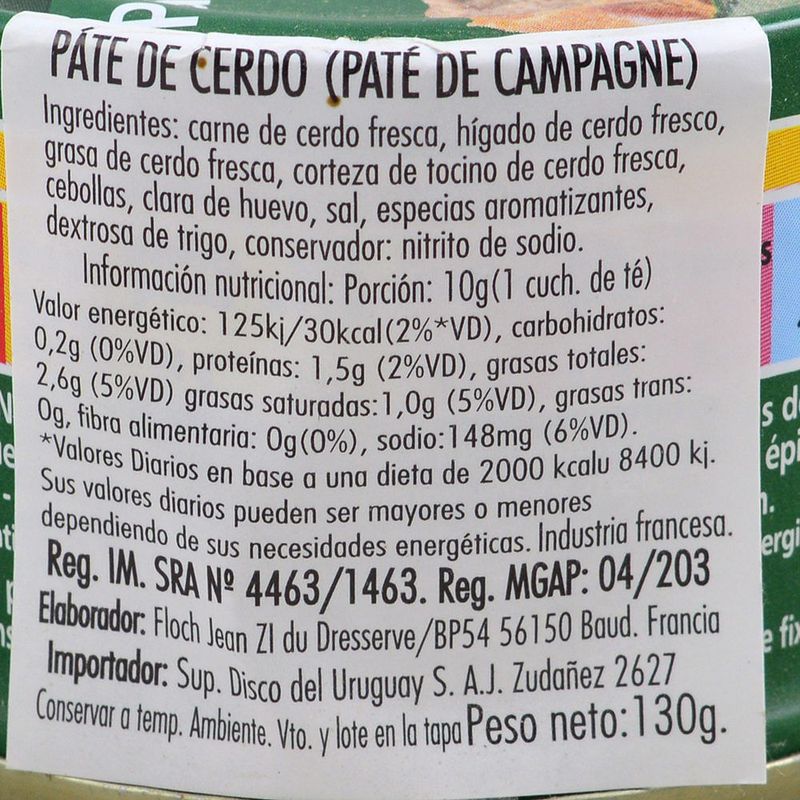 PÁTE DE CERDO (PATÉ DE CAMPAGNE)
Ingredientes: carne de cerdo fresca, hígado de cerdo fresco,
grasa de cerdo fresca, corteza de tocino de cerdo fresca,
cebollas, clara de huevo, sal, especias aromatizantes,
dextrosa de trigo, conservador: nitrito de sodio.
Información nutricional: Porción: 10g(1 cuch. de té)
Valor energético: 125kj/30kcal(2%*VD), carbohidratos:
0,2g (0%VD), proteínas: 1,5g (2%VD), grasas totales:
2,6g (5%VD) grasas saturadas:1,0g (5%VD), grasas trans:
0g, fibra alimentaria: 0g(0%), sodio:148mg (6%VD).
*Valores Diarios en base a una dieta de 2000 kcalu 8400 kj.
Sus valores diarios pueden ser mayores o menores
dependiendo de sus necesidades energéticas. Industria francesa.
Reg. IM. SRA Nº 4463/1463. Reg. MGAP: 04/203
Elaborador: Floch Jean ZI du Dresserve/BP54 56150 Baud. Francia
Importador: Sup. Disco del Uruguay S. A.J. Zudañez 2627
Conservar a temp. Ambiente. Vto. y lote en la tapa Peso neto:130g.